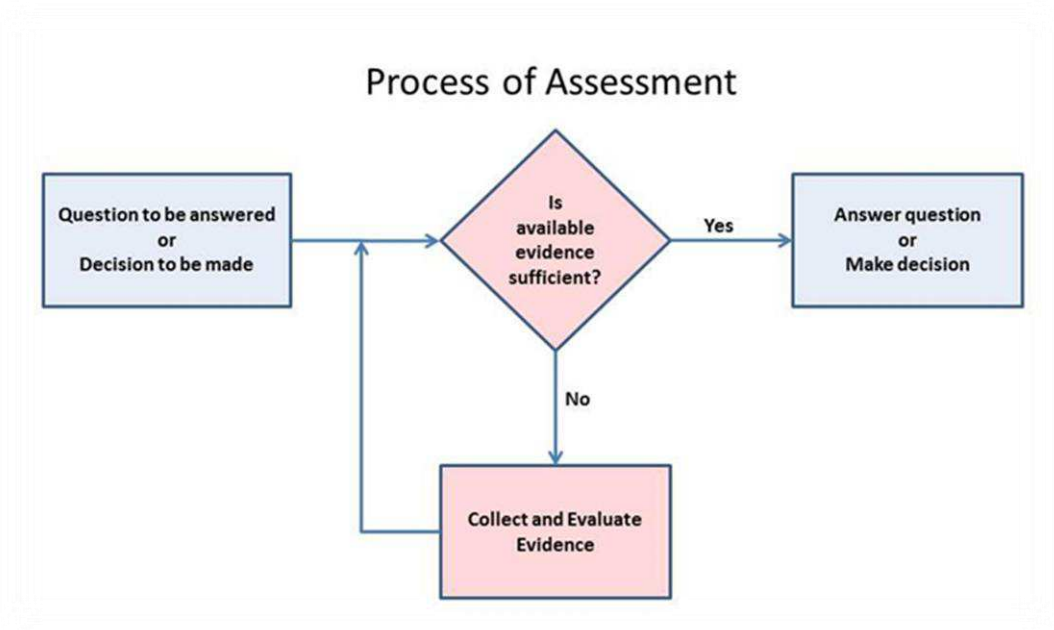 Process of Assessment
Question to be answered
or
Decision to be made
Is
available
evidence
sufficient?
Yes
Answer question
or
Make decision
No
Collect and Evaluate
Evidence